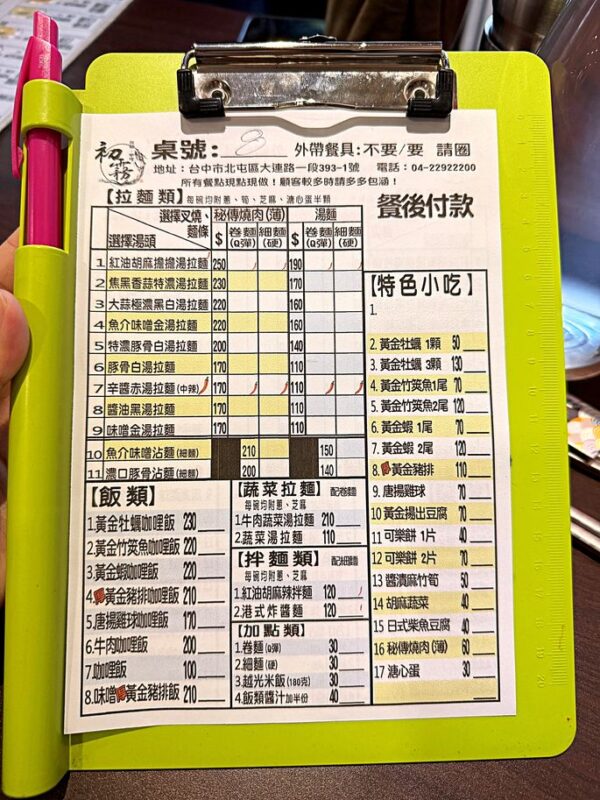 初霧
桌號: 8 外帶餐具:不要/要 請圈
地址:台中市北屯區大連路一段393-1號 電話:04-22922200
所有餐點現點現做!顧客較多時請多多包涵!
【拉麵類】每碗均附蔥、筍、芝麻、溏心蛋半顆
餐後付款
選擇叉燒、麵條 秘傳燒肉(薄) 湯麵
選擇湯頭 $ 卷麵(Q彈) 細麵(硬) $ 卷麵(Q彈) 細麵(硬)
1 紅油胡麻擔擔湯拉麵 250 190
2 焦黑香蒜特濃湯拉麵 230 170
3 大蒜極濃黑白湯拉麵 220 160
4 魚介味噌金湯拉麵 220 160
5 特濃豚骨白湯拉麵 200 140
6 豚骨白湯拉麵 170 110
7 辛醬赤湯拉麵(中辣) 170 110
8 醬油黑湯拉麵 170 110
9 味噌金湯拉麵 170 110
10 魚介味噌沾麵(細麵) 210 150
11 濃口豚骨沾麵(細麵) 200 140
【飯類】
1.黃金牡蠣咖哩飯 230
2.黃金竹筴魚咖哩飯 220
3.黃金蝦咖哩飯 220
4.黃金豬排咖哩飯 210
5.唐揚雞球咖哩飯 170
6.牛肉咖哩飯 200
7.咖哩飯 100
8.味噌黃金豬排飯 210
【蔬菜拉麵】配卷麵
每碗均附蔥、芝麻
1.牛肉蔬菜湯拉麵 210
2.蔬菜湯拉麵 110
【拌麵類】配細麵
每碗均附蔥、芝麻
1.紅油胡麻辣拌麵 120
2.港式炸醬麵 120
【加點類】
1.卷麵(Q彈) 30
2.細麵(硬) 30
3.越光米飯(180克) 30
4.飯類醬汁加半份 40
【特色小吃】
1.
2.黃金牡蠣 1顆 50
3.黃金牡蠣 3顆 130
4.黃金竹筴魚1尾 70
5.黃金竹筴魚2尾 120
6.黃金蝦 1尾 70
7.黃金蝦 2尾 120
8.黃金豬排 110
9.唐揚雞球 70
10 黃金揚出豆腐 70
11 可樂餅 1片 40
12 可樂餅 2片 70
13 醬漬麻竹筍 50
14 胡麻蔬菜 40
15 日式柴魚豆腐 40
16 秘傳燒肉(薄) 60
17 溏心蛋 30